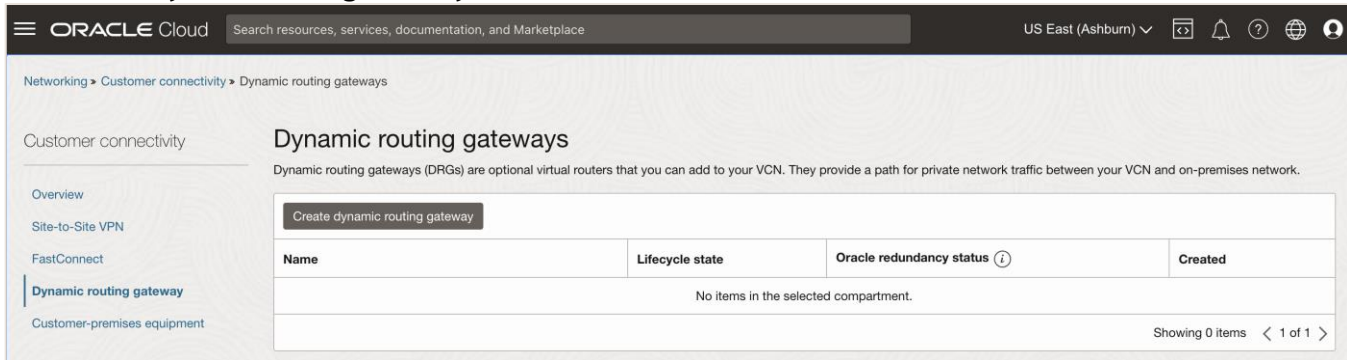 ORACLE Cloud
Search resources, services, documentation, and Marketplace
US East (Ashburn)
Networking » Customer connectivity » Dynamic routing gateways
Customer connectivity
Overview
Site-to-Site VPN
FastConnect
Dynamic routing gateway
Customer-premises equipment
Dynamic routing gateways
Dynamic routing gateways (DRGs) are optional virtual routers that you can add to your VCN. They provide a path for private network traffic between your VCN and on-premises network.
Create dynamic routing gateway
Name Lifecycle state Oracle redundancy status i Created
No items in the selected compartment.
Showing 0 items < 1 of 1 >